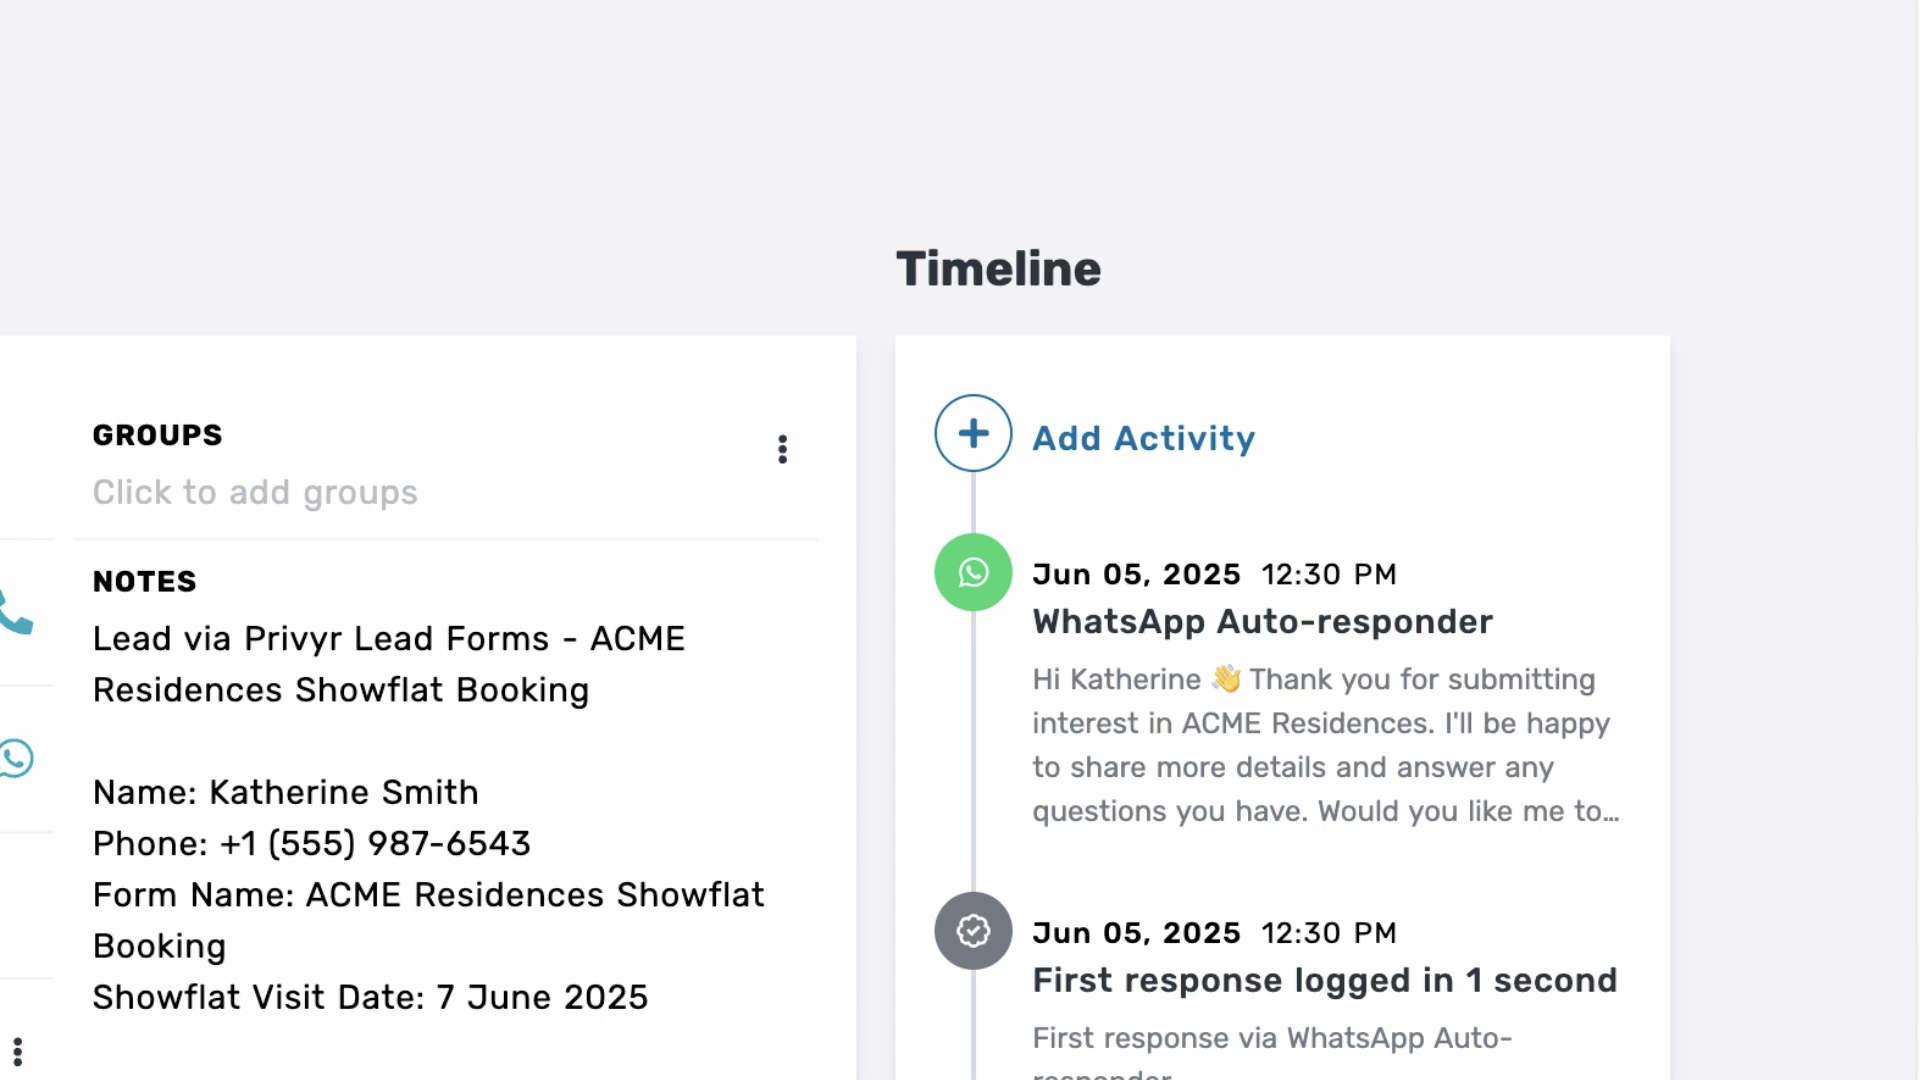 Timeline
GROUPS
Click to add groups
NOTES
Lead via Privyr Lead Forms - ACME
Residences Showflat Booking
Name: Katherine Smith
Phone: +1 (555) 987-6543
Form Name: ACME Residences Showflat
Booking
Showflat Visit Date: 7 June 2025
Add Activity
Jun 05, 2025 12:30 PM
WhatsApp Auto-responder
Hi Katherine 👋 Thank you for submitting
interest in ACME Residences. I'll be happy
to share more details and answer any
questions you have. Would you like me to...
Jun 05, 2025 12:30 PM
First response logged in 1 second
First response via WhatsApp Auto-